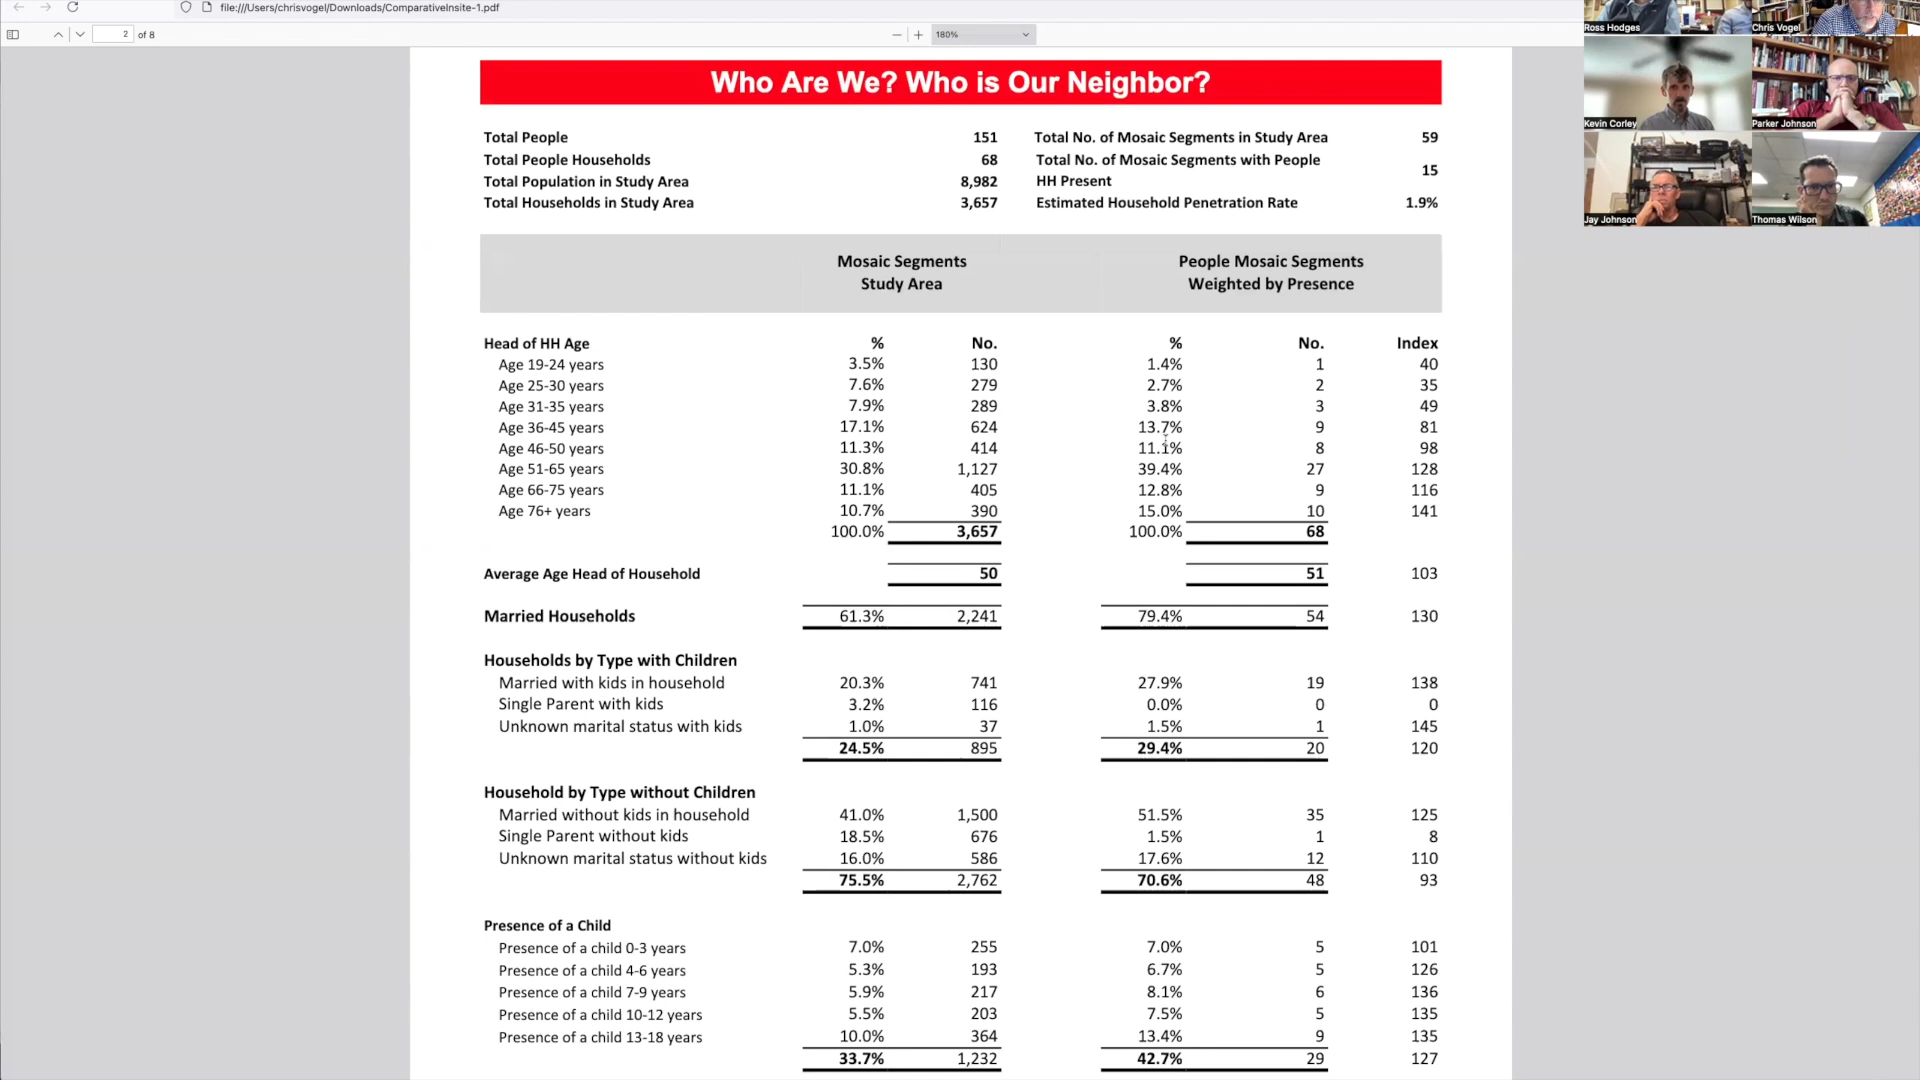 file:///Users/chrisvogel/Downloads/ComparativeInsite-1.pdf
2 of 8
180%
Ross Hodges
Chris Vogel
Kevin Corley
Parker Johnson
Jay Johnson
Thomas Wilson
Who Are We? Who is Our Neighbor?
Total People 151 Total No. of Mosaic Segments in Study Area 59
Total People Households 68 Total No. of Mosaic Segments with People
HH Present 15
Total Population in Study Area 8,982
Total Households in Study Area 3,657 Estimated Household Penetration Rate 1.9%
Mosaic Segments People Mosaic Segments
Study Area Weighted by Presence
Head of HH Age % No. % No. Index
Age 19-24 years 3.5% 130 1.4% 1 40
Age 25-30 years 7.6% 279 2.7% 2 35
Age 31-35 years 7.9% 289 3.8% 3 49
Age 36-45 years 17.1% 624 13.7% 9 81
Age 46-50 years 11.3% 414 11.1% 8 98
Age 51-65 years 30.8% 1,127 39.4% 27 128
Age 66-75 years 11.1% 405 12.8% 9 116
Age 76+ years 10.7% 390 15.0% 10 141
100.0% 3,657 100.0% 68
Average Age Head of Household 50 51 103
Married Households 61.3% 2,241 79.4% 54 130
Households by Type with Children
Married with kids in household 20.3% 741 27.9% 19 138
Single Parent with kids 3.2% 116 0.0% 0 0
Unknown marital status with kids 1.0% 37 1.5% 1 145
24.5% 895 29.4% 20 120
Household by Type without Children
Married without kids in household 41.0% 1,500 51.5% 35 125
Single Parent without kids 18.5% 676 1.5% 1 8
Unknown marital status without kids 16.0% 586 17.6% 12 110
75.5% 2,762 70.6% 48 93
Presence of a Child
Presence of a child 0-3 years 7.0% 255 7.0% 5 101
Presence of a child 4-6 years 5.3% 193 6.7% 5 126
Presence of a child 7-9 years 5.9% 217 8.1% 6 136
Presence of a child 10-12 years 5.5% 203 7.5% 5 135
Presence of a child 13-18 years 10.0% 364 13.4% 9 135
33.7% 1,232 42.7% 29 127